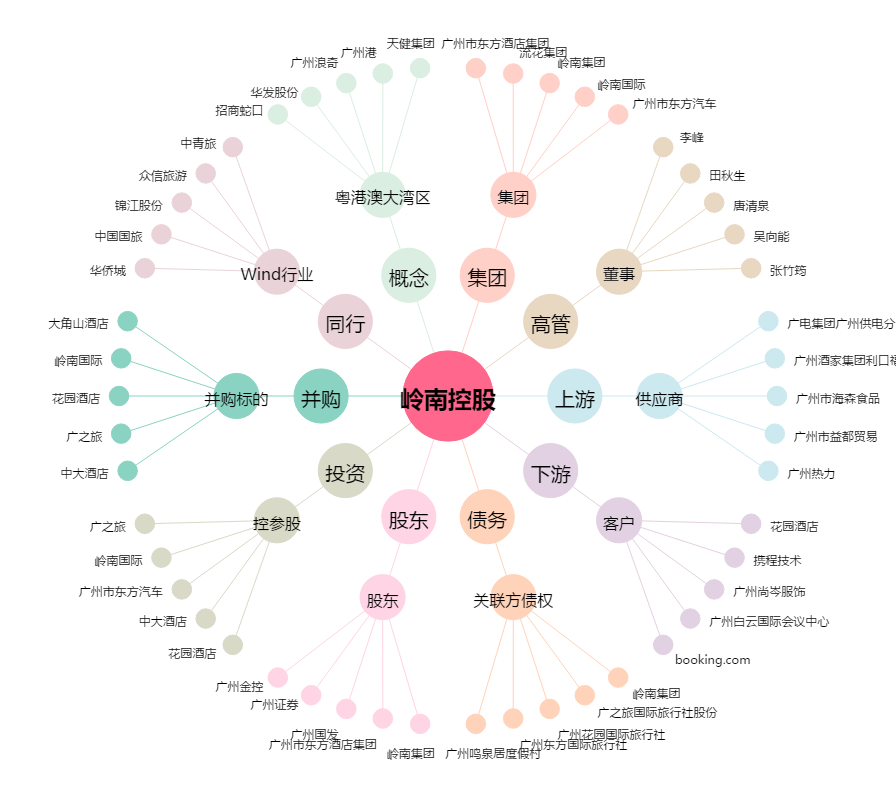 天健集团
广州市东方酒店集团
流花集团
广州港
岭南集团
广州浪奇
岭南国际
华发股份
广州市东方汽车
招商蛇口
李峰
中青旅
田秋生
众信旅游
粤港澳大湾区
集团
唐清泉
锦江股份
吴向能
中国国旅
张竹筠
华侨城
Wind行业
概念
集团
董事
同行
高管
大角山酒店
广电集团广州供电分
岭南国际
广州酒家集团利口福
花园酒店
并购标的
并购
岭南控股
上游
供应商
广州市海森食品
广之旅
广州市益都贸易
中大酒店
广州热力
投资
下游
广之旅
控参股
股东
债务
客户
花园酒店
岭南国际
携程技术
广州市东方汽车
广州尚岑服饰
股东
关联方债权
中大酒店
广州白云国际会议中心
花园酒店
booking.com
广州金控
岭南集团
广州证券
广之旅国际旅行社股份
广州国发
广州花园国际旅行社
广州市东方酒店集团
广州东方国际旅行社
岭南集团
广州鸣泉居度假村